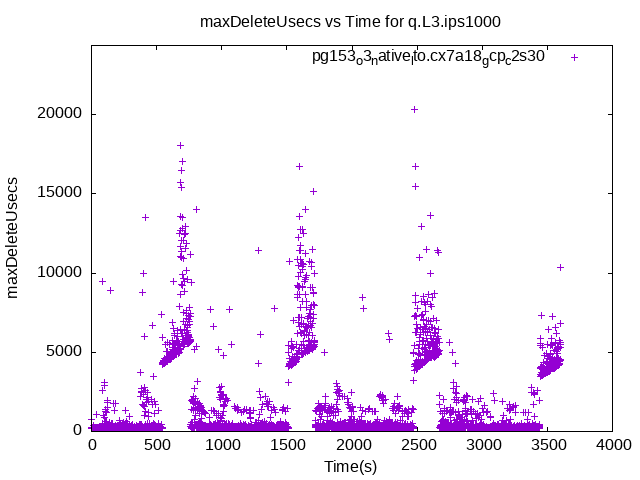 maxDeleteUsecs vs Time for q.L3.ips1000
pg153_o3_native_lto.cx7a18_gcp_c2s30
maxDeleteUsecs
20000
15000
10000
5000
0
0 500 1000 1500 2000 2500 3000 3500 4000
Time(s)